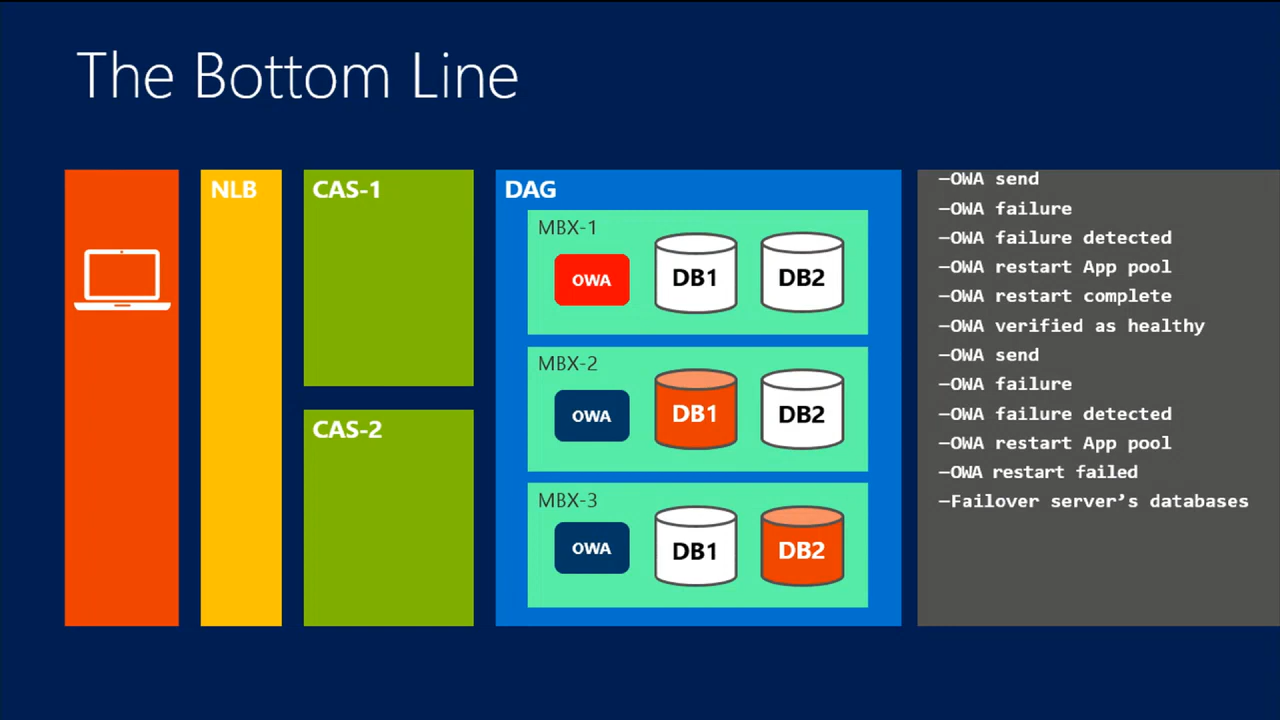 The Bottom Line
NLB
CAS-1
CAS-2
DAG
MBX-1
OWA
DB1
DB2
MBX-2
OWA
DB1
DB2
MBX-3
OWA
DB1
DB2
–OWA send
–OWA failure
–OWA failure detected
–OWA restart App pool
–OWA restart complete
–OWA verified as healthy
–OWA send
–OWA failure
–OWA failure detected
–OWA restart App pool
–OWA restart failed
–Failover server’s databases